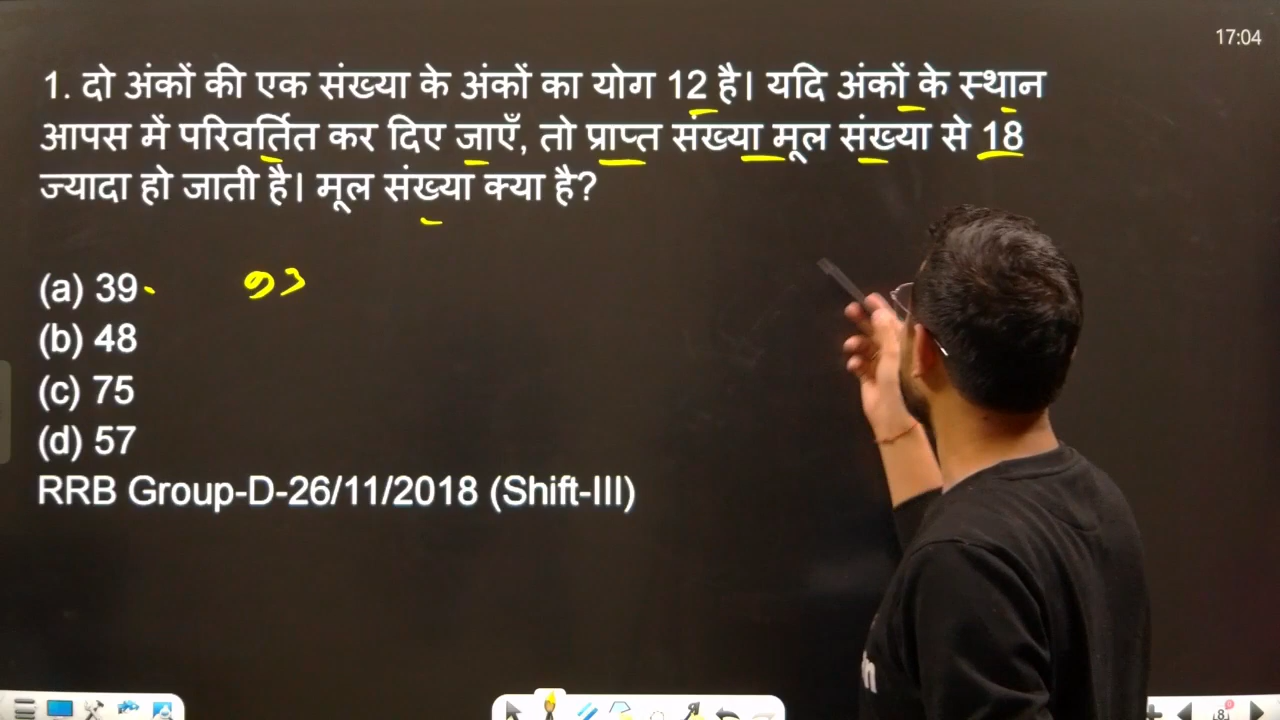 17:04
1. दो अंकों की एक संख्या के अंकों का योग 12 है। यदि अंकों के स्थान
आपस में परिवर्तित कर दिए जाएँ, तो प्राप्त संख्या मूल संख्या से 18
ज्यादा हो जाती है। मूल संख्या क्या है?
(a) 39
93
(b) 48
(c) 75
(d) 57
RRB Group-D-26/11/2018 (Shift-III)